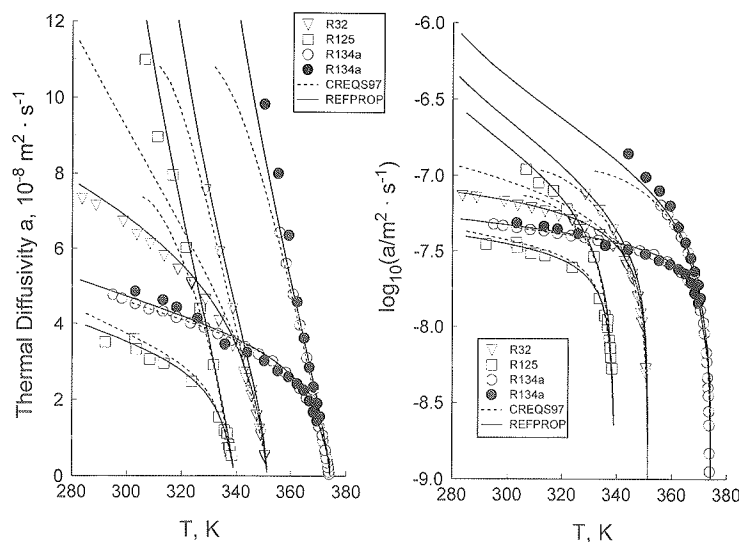 12
10
8
6
4
2
0
Thermal Diffusivity a, 10⁻⁸ m² · s⁻¹
280 300 320 340 360 380
T, K
R32
R125
R134a
R134a
CREQS97
REFPROP
-6.0
-6.5
-7.0
-7.5
-8.0
-8.5
-9.0
log₁₀(a/m² · s⁻¹)
280 300 320 340 360 380
T, K
R32
R125
R134a
R134a
CREQS97
REFPROP